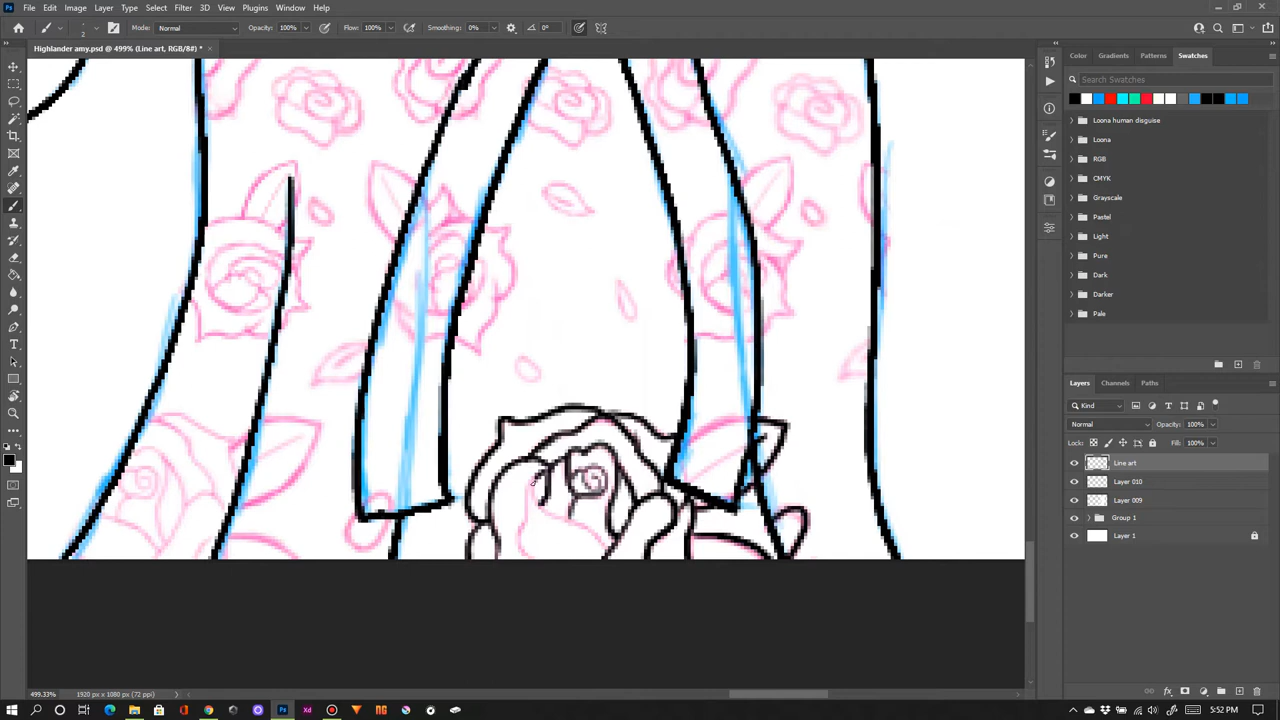 File Edit Image Layer Type Select Filter 3D View Plugins Window Help
2 Mode: Normal Opacity: 100% Flow: 100% Smoothing: 0% 0°
Highlander amy.psd @ 499% (Line art, RGB/8#) * ×
Color Gradients Patterns Swatches
Search Swatches
Loona human disguise
Loona
RGB
CMYK
Grayscale
Pastel
Light
Pure
Dark
Darker
Pale
Layers Channels Paths
Kind
Normal Opacity: 100%
Lock: Fill: 100%
Line art
Layer 010
Layer 009
Group 1
Layer 1
499.33% 1920 px x 1080 px (72 ppi)
5:52 PM